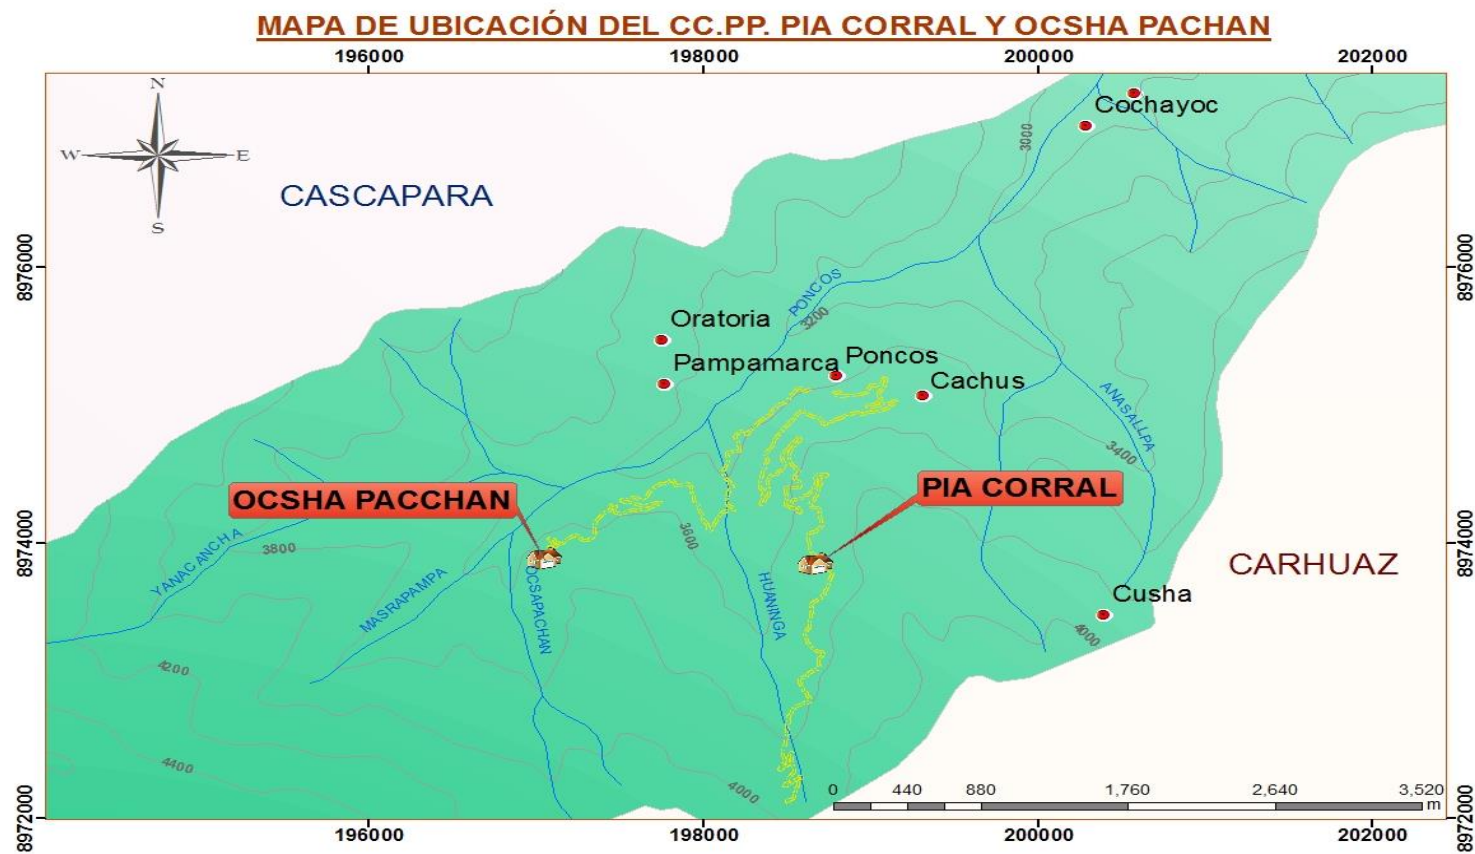 MAPA DE UBICACIÓN DEL CC.PP. PIA CORRAL Y OCSHA PACHAN
196000 198000 200000 202000
N
W E
S
CASCAPARA
Cochayoc
3000
8976000 8976000
PONCOS
3200
Oratoria
Pampamarca
Poncos
Cachus
ANASALLPA
3400
OCSHA PACCHAN
PIA CORRAL
8974000 8974000
YANACANCHA
3800
3600
MASRAPAMPA
OCSAPACHAN
HUANINGA
CARHUAZ
Cusha
4000
4200
4400
4000
0 440 880 1,760 2,640 3,520
m
8972000 8972000
196000 198000 200000 202000